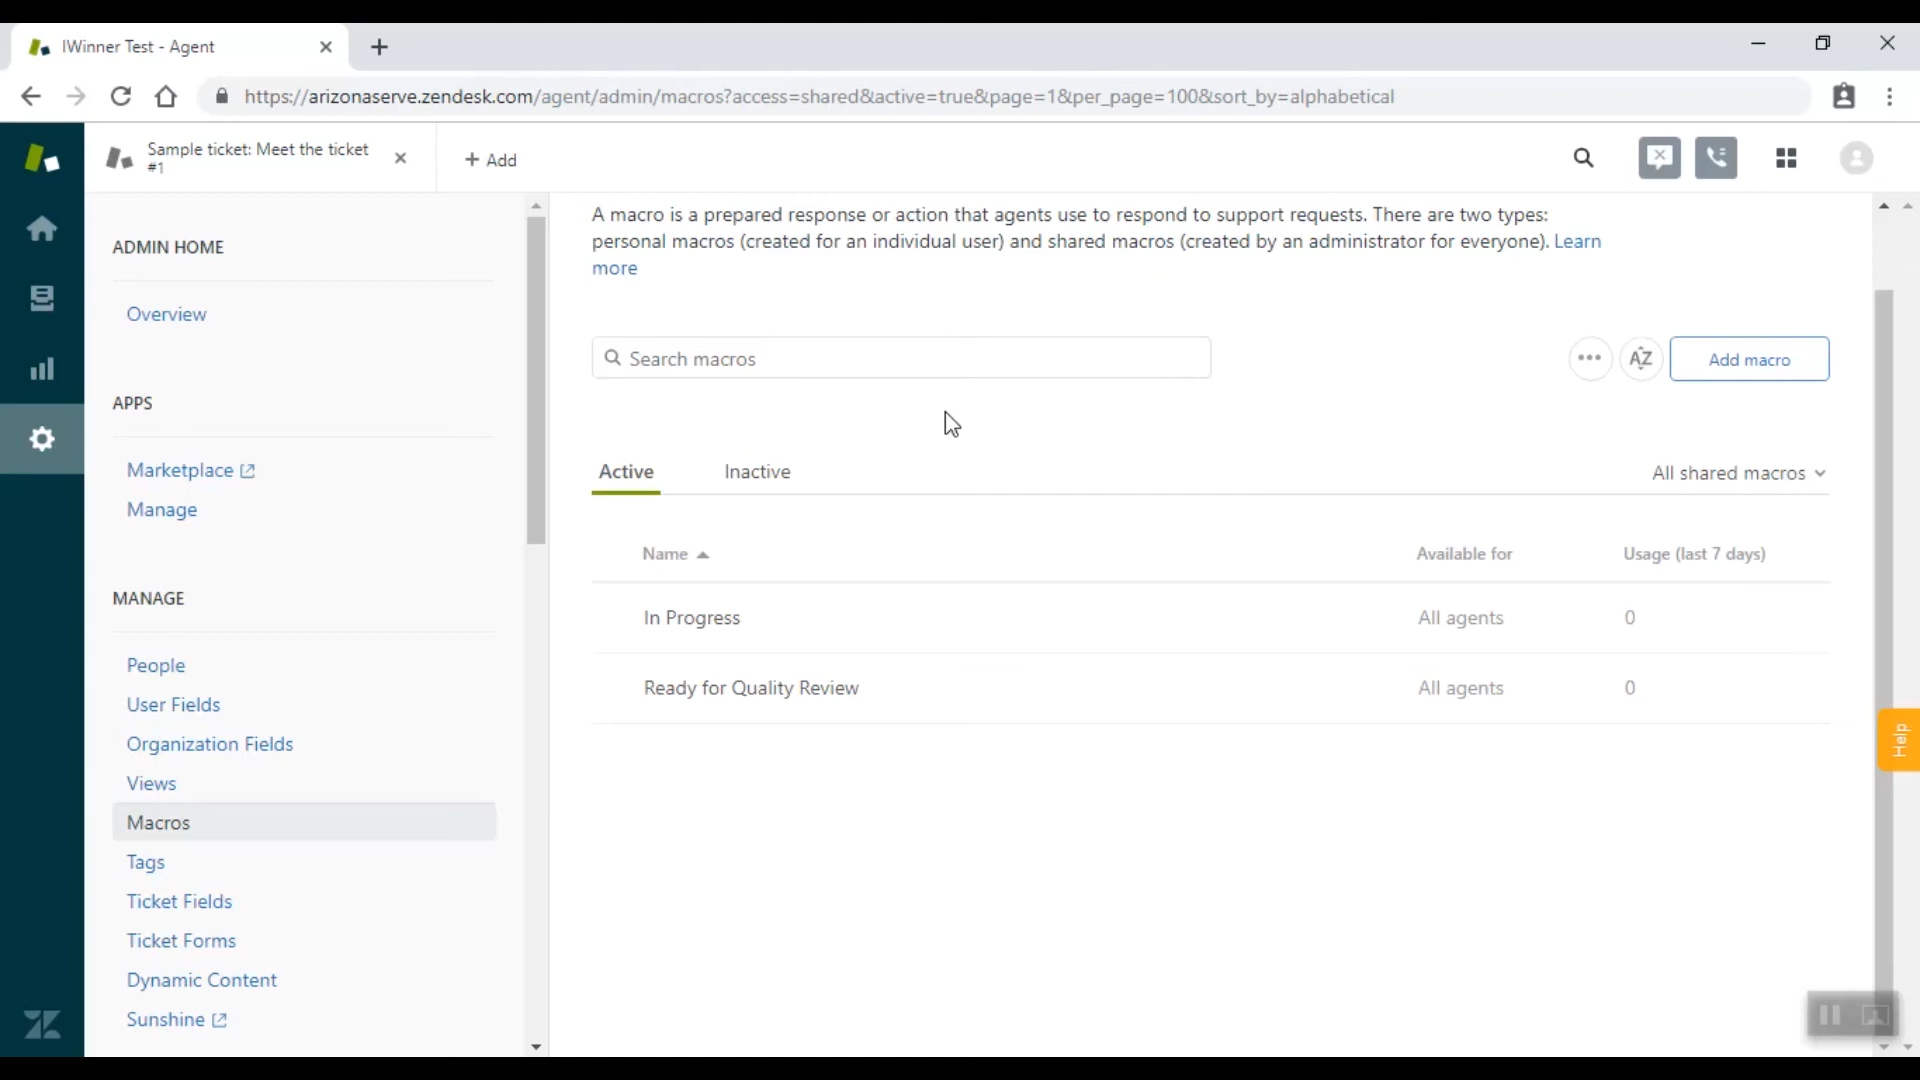 IWinner Test - Agent
https://arizonaserve.zendesk.com/agent/admin/macros?access=shared&active=true&page=1&per_page=100&sort_by=alphabetical
Sample ticket: Meet the ticket
#1
+ Add
ADMIN HOME
Overview
APPS
Marketplace
Manage
MANAGE
People
User Fields
Organization Fields
Views
Macros
Tags
Ticket Fields
Ticket Forms
Dynamic Content
Sunshine
A macro is a prepared response or action that agents use to respond to support requests. There are two types:
personal macros (created for an individual user) and shared macros (created by an administrator for everyone). Learn
more
Search macros
AZ
Add macro
Active Inactive All shared macros
Name Available for Usage (last 7 days)
In Progress All agents 0
Ready for Quality Review All agents 0
Help